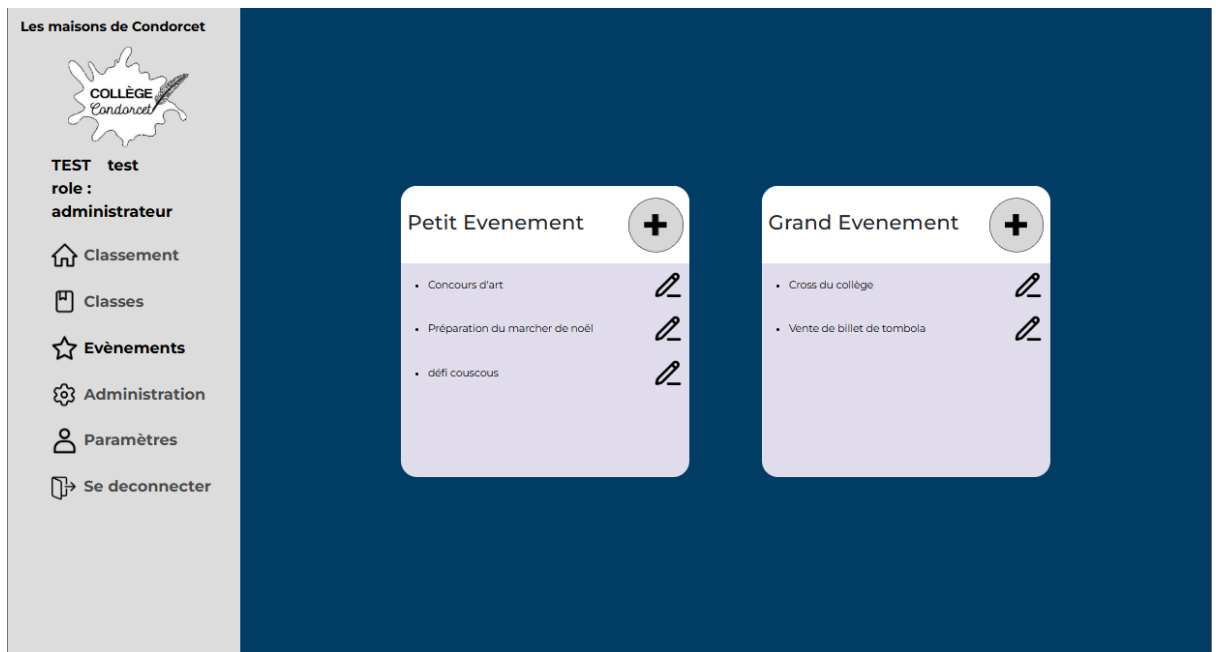 Les maisons de Condorcet
COLLÈGE
Condorcet
TEST test
role :
administrateur
Classement
Classes
Evènements
Administration
Paramètres
Se deconnecter
Petit Evenement
Concours d'art
Préparation du marcher de noël
défi couscous
Grand Evenement
Cross du collège
Vente de billet de tombola